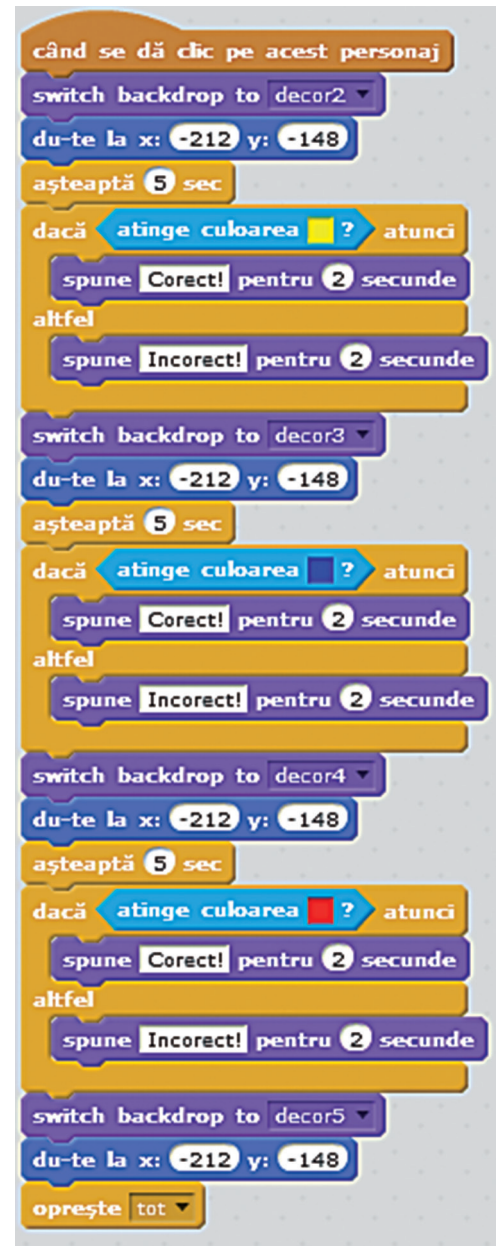 când se dă clic pe acest personaj
switch backdrop to decor2
du-te la x: -212 y: -148
așteaptă 5 sec
dacă atinge culoarea ? atunci
spune Corect! pentru 2 secunde
altfel
spune Incorect! pentru 2 secunde
switch backdrop to decor3
du-te la x: -212 y: -148
așteaptă 5 sec
dacă atinge culoarea ? atunci
spune Corect! pentru 2 secunde
altfel
spune Incorect! pentru 2 secunde
switch backdrop to decor4
du-te la x: -212 y: -148
așteaptă 5 sec
dacă atinge culoarea ? atunci
spune Corect! pentru 2 secunde
altfel
spune Incorect! pentru 2 secunde
switch backdrop to decor5
du-te la x: -212 y: -148
oprește tot